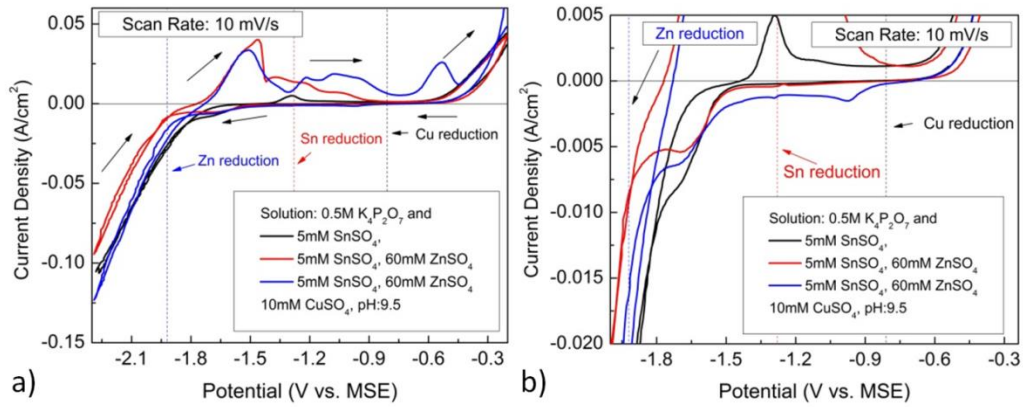 Scan Rate: 10 mV/s
0.05
0.00
-0.05
-0.10
-0.15
Current Density (A/cm²)
Zn reduction
Sn reduction
Cu reduction
Solution: 0.5M K₄P₂O₇ and
5mM SnSO₄,
5mM SnSO₄, 60mM ZnSO₄
5mM SnSO₄, 60mM ZnSO₄
10mM CuSO₄, pH:9.5
-2.1 -1.8 -1.5 -1.2 -0.9 -0.6 -0.3
Potential (V vs. MSE)
a)
Zn reduction
Scan Rate: 10 mV/s
0.005
0.000
-0.005
-0.010
-0.015
-0.020
Current Density (A/cm²)
Cu reduction
Sn reduction
Solution: 0.5M K₄P₂O₇ and
5mM SnSO₄,
5mM SnSO₄, 60mM ZnSO₄
5mM SnSO₄, 60mM ZnSO₄
10mM CuSO₄, pH:9.5
-1.8 -1.5 -1.2 -0.9 -0.6 -0.3
Potential (V vs. MSE)
b)